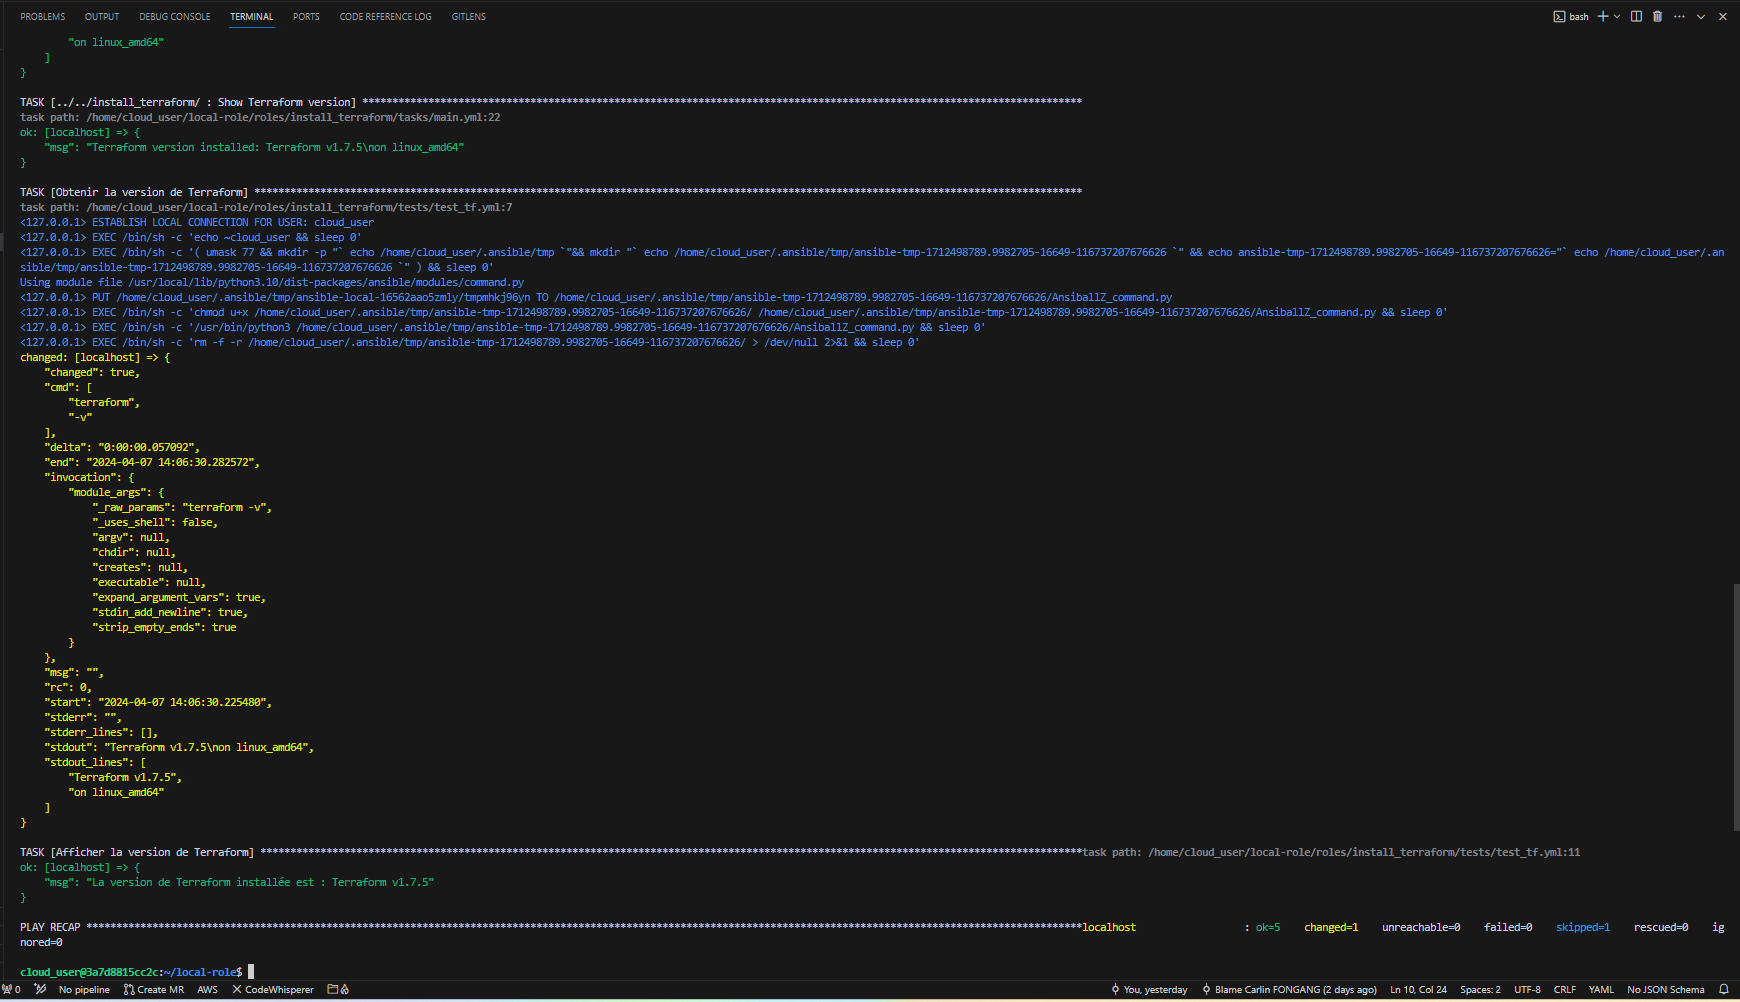 PROBLEMS OUTPUT DEBUG CONSOLE TERMINAL PORTS CODE REFERENCE LOG GITLENS bash
"on linux_amd64"
]
}
TASK [../../install_terraform/ : Show Terraform version] ************************************************************************************************************************
task path: /home/cloud_user/local-role/roles/install_terraform/tasks/main.yml:22
ok: [localhost] => {
"msg": "Terraform version installed: Terraform v1.7.5\non linux_amd64"
}
TASK [Obtenir la version de Terraform] ******************************************************************************************************************************************
task path: /home/cloud_user/local-role/roles/install_terraform/tests/test_tf.yml:7
<127.0.0.1> ESTABLISH LOCAL CONNECTION FOR USER: cloud_user
<127.0.0.1> EXEC /bin/sh -c 'echo ~cloud_user && sleep 0'
<127.0.0.1> EXEC /bin/sh -c '( umask 77 && mkdir -p "` echo /home/cloud_user/.ansible/tmp `"&& mkdir "` echo /home/cloud_user/.ansible/tmp/ansible-tmp-1712498789.9982705-16649-116737207676626 `" && echo ansible-tmp-1712498789.9982705-16649-116737207676626="` echo /home/cloud_user/.an
sible/tmp/ansible-tmp-1712498789.9982705-16649-116737207676626 `" ) && sleep 0'
Using module file /usr/local/lib/python3.10/dist-packages/ansible/modules/command.py
<127.0.0.1> PUT /home/cloud_user/.ansible/tmp/ansible-local-16562aao5zmly/tmpmhkj96yn TO /home/cloud_user/.ansible/tmp/ansible-tmp-1712498789.9982705-16649-116737207676626/AnsiballZ_command.py
<127.0.0.1> EXEC /bin/sh -c 'chmod u+x /home/cloud_user/.ansible/tmp/ansible-tmp-1712498789.9982705-16649-116737207676626/ /home/cloud_user/.ansible/tmp/ansible-tmp-1712498789.9982705-16649-116737207676626/AnsiballZ_command.py && sleep 0'
<127.0.0.1> EXEC /bin/sh -c '/usr/bin/python3 /home/cloud_user/.ansible/tmp/ansible-tmp-1712498789.9982705-16649-116737207676626/AnsiballZ_command.py && sleep 0'
<127.0.0.1> EXEC /bin/sh -c 'rm -f -r /home/cloud_user/.ansible/tmp/ansible-tmp-1712498789.9982705-16649-116737207676626/ > /dev/null 2>&1 && sleep 0'
changed: [localhost] => {
"changed": true,
"cmd": [
"terraform",
"-v"
],
"delta": "0:00:00.057092",
"end": "2024-04-07 14:06:30.282572",
"invocation": {
"module_args": {
"_raw_params": "terraform -v",
"_uses_shell": false,
"argv": null,
"chdir": null,
"creates": null,
"executable": null,
"expand_argument_vars": true,
"stdin_add_newline": true,
"strip_empty_ends": true
}
},
"msg": "",
"rc": 0,
"start": "2024-04-07 14:06:30.225480",
"stderr": "",
"stderr_lines": [],
"stdout": "Terraform v1.7.5\non linux_amd64",
"stdout_lines": [
"Terraform v1.7.5",
"on linux_amd64"
]
}
TASK [Afficher la version de Terraform] *****************************************************************************************************************************************task path: /home/cloud_user/local-role/roles/install_terraform/tests/test_tf.yml:11
ok: [localhost] => {
"msg": "La version de Terraform installée est : Terraform v1.7.5"
}
PLAY RECAP **********************************************************************************************************************************************************************localhost : ok=5 changed=1 unreachable=0 failed=0 skipped=1 rescued=0 ig
nored=0
cloud_user@3a7d8815cc2c:~/local-role$
0 No pipeline Create MR AWS CodeWhisperer You, yesterday Blame Carlin FONGANG (2 days ago) Ln 10, Col 24 Spaces: 2 UTF-8 CRLF YAML No JSON Schema